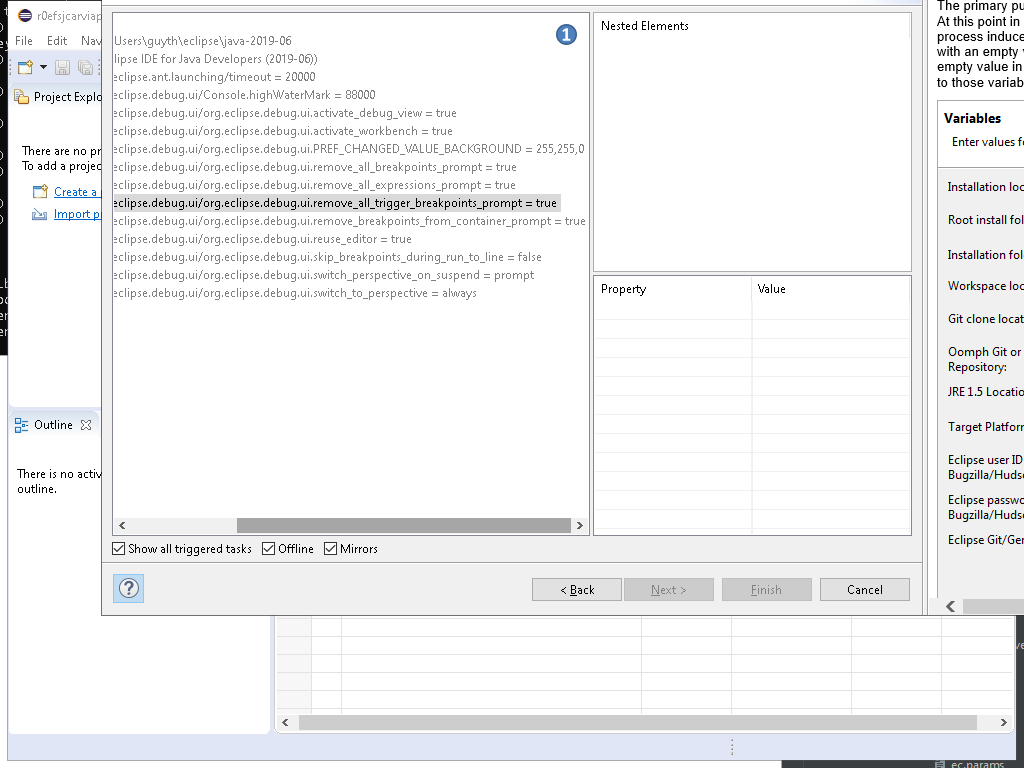 r0efsjcarviap
File Edit Nav
Project Explo
There are no pr
To add a projec
Create a
Import p
Outline
There is no activ
outline.
Users\guyth\eclipse\java-2019-06
lipse IDE for Java Developers (2019-06))
eclipse.ant.launching/timeout = 20000
eclipse.debug.ui/Console.highWaterMark = 88000
eclipse.debug.ui/org.eclipse.debug.ui.activate_debug_view = true
eclipse.debug.ui/org.eclipse.debug.ui.activate_workbench = true
eclipse.debug.ui/org.eclipse.debug.ui.PREF_CHANGED_VALUE_BACKGROUND = 255,255,0
eclipse.debug.ui/org.eclipse.debug.ui.remove_all_breakpoints_prompt = true
eclipse.debug.ui/org.eclipse.debug.ui.remove_all_expressions_prompt = true
eclipse.debug.ui/org.eclipse.debug.ui.remove_all_trigger_breakpoints_prompt = true
eclipse.debug.ui/org.eclipse.debug.ui.remove_breakpoints_from_container_prompt = true
eclipse.debug.ui/org.eclipse.debug.ui.reuse_editor = true
eclipse.debug.ui/org.eclipse.debug.ui.skip_breakpoints_during_run_to_line = false
eclipse.debug.ui/org.eclipse.debug.ui.switch_perspective_on_suspend = prompt
eclipse.debug.ui/org.eclipse.debug.ui.switch_to_perspective = always
1
Nested Elements
Property Value
Show all triggered tasks Offline Mirrors
?
< Back Next > Finish Cancel
The primary pu
At this point in
process induce
with an empty v
empty value in
to those variab
Variables
Enter values fo
Installation loc
Root install fol
Installation fol
Workspace loc
Git clone locat
Oomph Git or
Repository:
JRE 1.5 Locatio
Target Platforn
Eclipse user ID
Bugzilla/Hudso
Eclipse passwo
Bugzilla/Hudso
Eclipse Git/Ger
ec.params